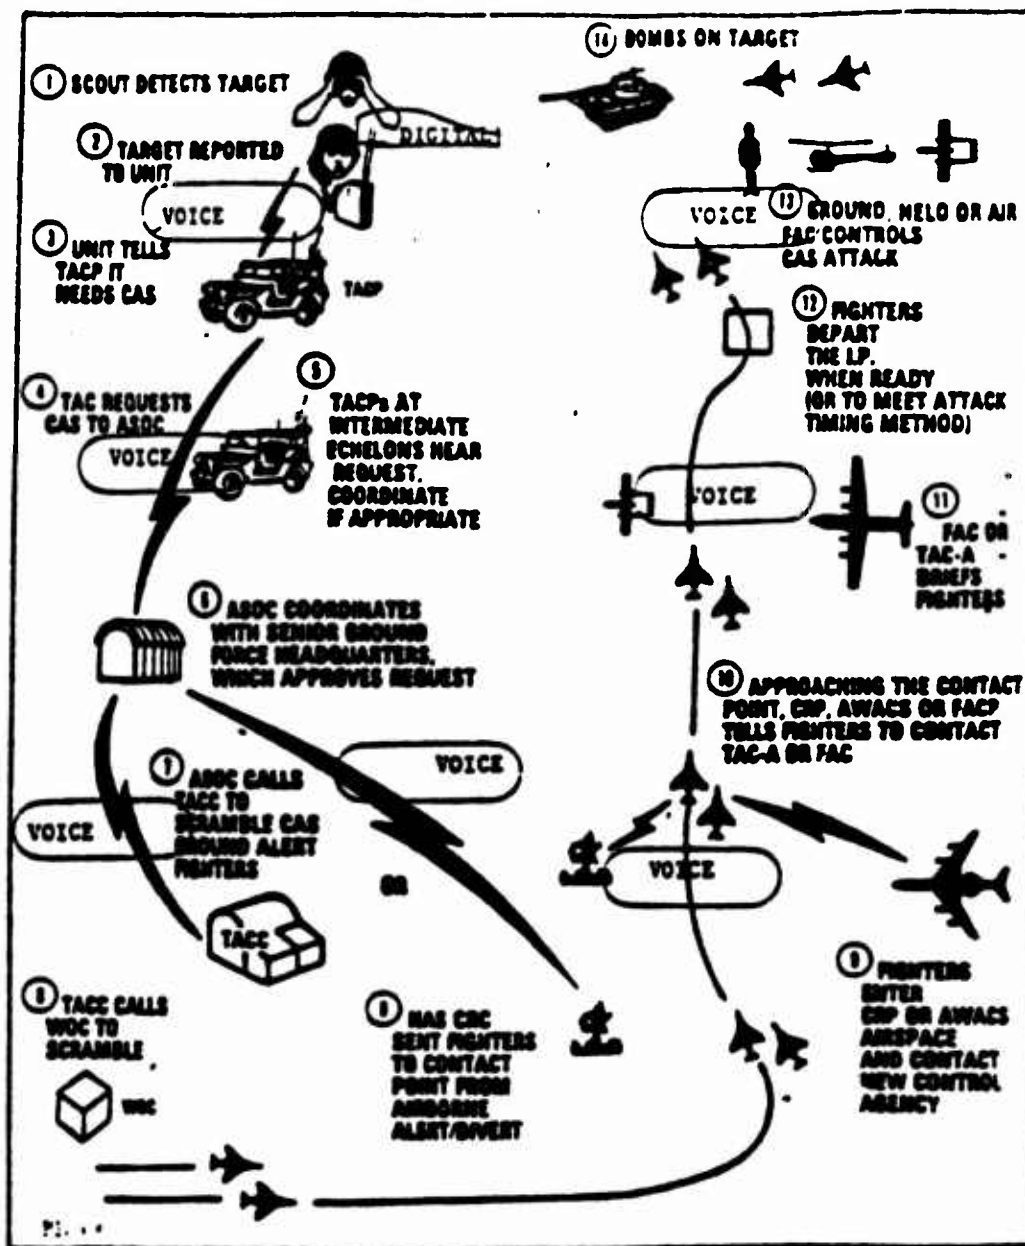 1 SCOUT DETECTS TARGET
DIGITAL
2 TARGET REPORTED
TO UNIT
VOICE
3 UNIT TELLS
TACP IT
NEEDS CAS
TACP
4 TAC REQUESTS
CAS TO ASOC
VOICE
5
TACPs AT
INTERMEDIATE
ECHELONS HEAR
REQUEST.
COORDINATE
IF APPROPRIATE
6 ASOC COORDINATES
WITH SENIOR GROUND
FORCE HEADQUARTERS,
WHICH APPROVES REQUEST
7 ASOC CALLS
TACC TO
SCRAMBLE CAS
GROUND ALERT
FIGHTERS
VOICE
VOICE
OR
TACC
8 TACC CALLS
WOC TO
SCRAMBLE
WOC
8 HAS CRC
SENT FIGHTERS
TO CONTACT
POINT FROM
AIRBORNE
ALERT/DIVERT
9 FIGHTERS
ENTER
CRP OR AWACS
AIRSPACE
AND CONTACT
NEW CONTROL
AGENCY
VOICE
10 APPROACHING THE CONTACT
POINT, CRP, AWACS OR FACP
TELLS FIGHTERS TO CONTACT
TAC-A OR FAC
11
FAC OR
TAC-A
BRIEFS
FIGHTERS
VOICE
12 FIGHTERS
DEPART
THE I.P.
WHEN READY
(OR TO MEET ATTACK
TIMING METHOD)
13 GROUND, HELO OR AIR
FAC CONTROLS
CAS ATTACK
VOICE
14 BOMBS ON TARGET